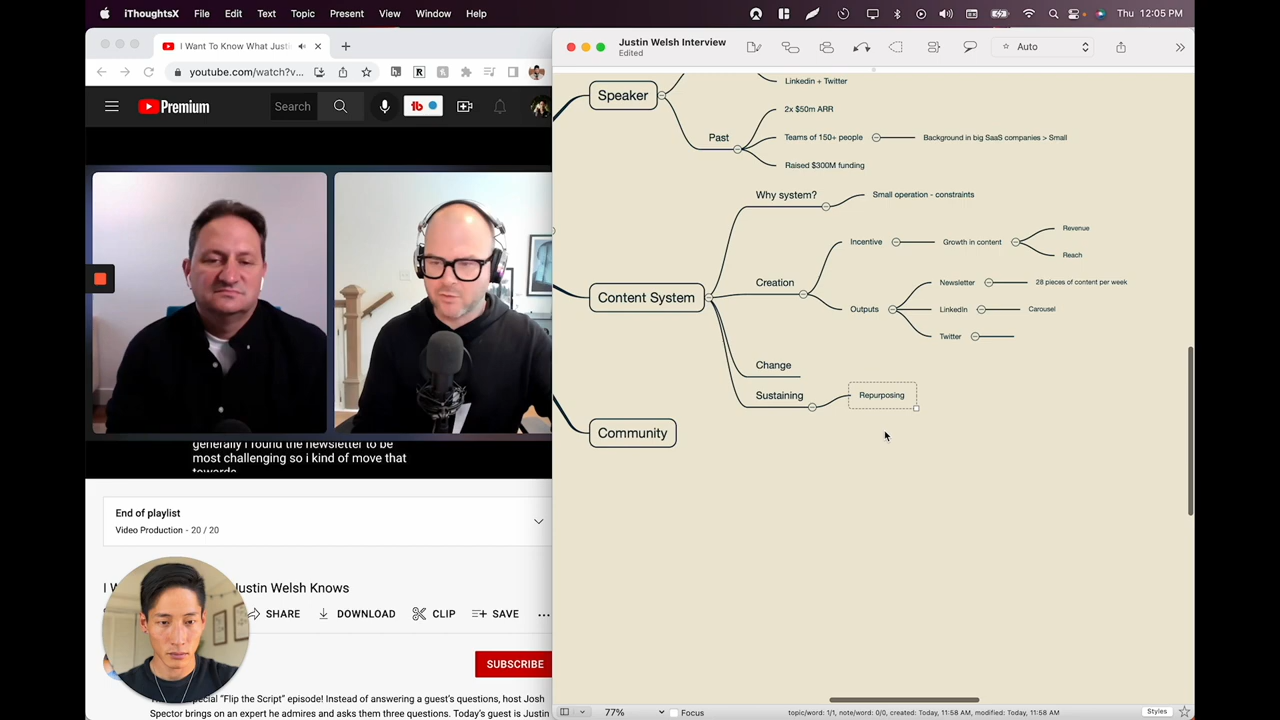 iThoughtsX File Edit Text Topic Present View Window Help
Thu 12:05 PM
I Want To Know What Justi
youtube.com/watch?v...
Premium
Search
generally i found the newsletter to be
most challenging so i kind of move that
End of playlist
Video Production - 20 / 20
Justin Welsh Knows
SHARE DOWNLOAD CLIP SAVE ...
SUBSCRIBE
"Flip the Script" episode! Instead of answering a guest's questions, host Josh
Spector brings on an expert he admires and asks them three questions. Today's guest is Justin
Justin Welsh Interview
Edited
Auto
Speaker
Linkedin + Twitter
Past
2x $50m ARR
Teams of 150+ people
Background in big SaaS companies > Small
Raised $300M funding
Content System
Why system?
Small operation - constraints
Creation
Incentive
Growth in content
Revenue
Reach
Outputs
Newsletter
28 pieces of content per week
LinkedIn
Carousel
Twitter
Change
Sustaining
Repurposing
Community
77%
Focus
topic/word: 1/1, note/word: 0/0, created: Today, 11:58 AM, modified: Today, 11:58 AM
Styles